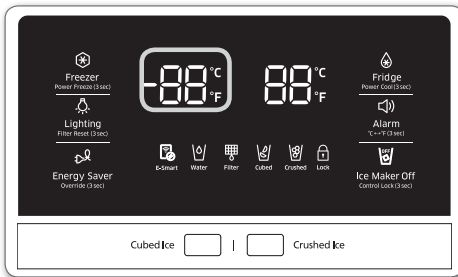 Freezer
Power Freeze (3 sec)
Lighting
Filter Reset (3 sec)
Energy Saver
Override (3 sec)
-88 °C °F
88 °C °F
E-Smart Water Filter Cubed Crushed Lock
Fridge
Power Cool (3 sec)
Alarm
°C↔°F (3 sec)
OFF
Ice Maker Off
Control Lock (3 sec)
Cubed Ice | Crushed Ice